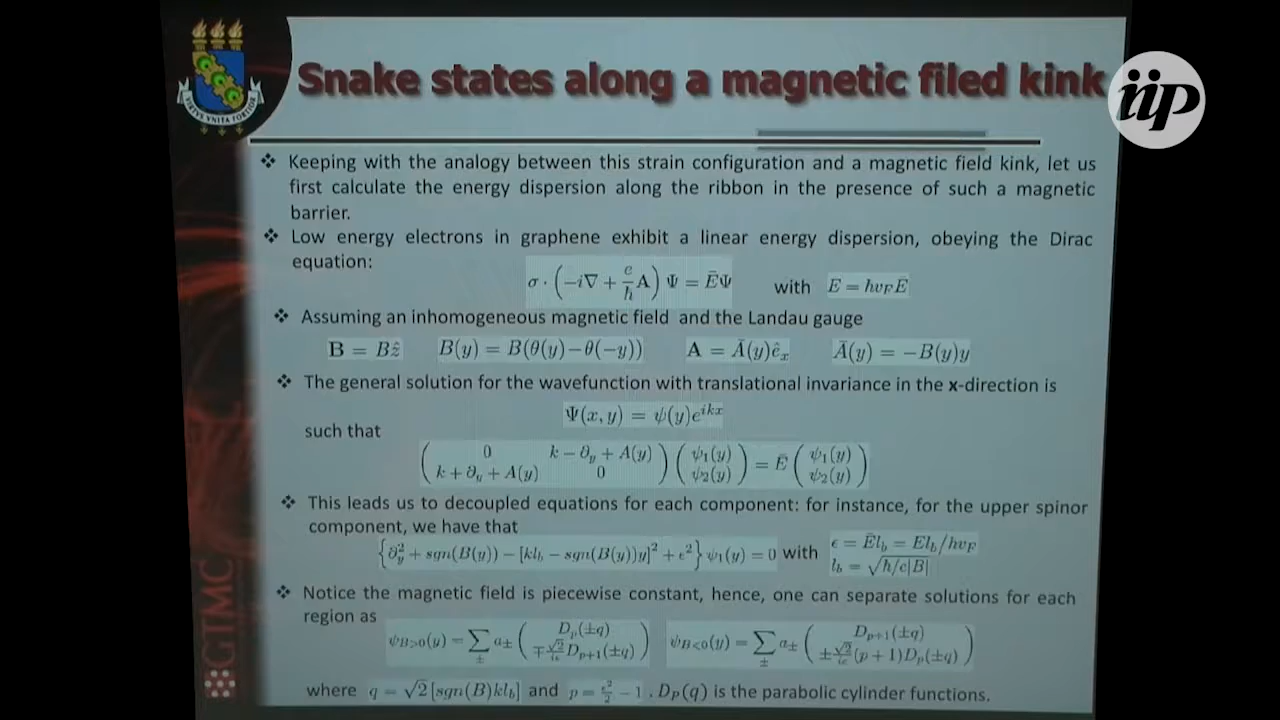 Snake states along a magnetic filed kink
iip
VIRTVS VNITA FORTIOR
❖ Keeping with the analogy between this strain configuration and a magnetic field kink, let us
first calculate the energy dispersion along the ribbon in the presence of such a magnetic
barrier.
❖ Low energy electrons in graphene exhibit a linear energy dispersion, obeying the Dirac
equation:
σ · (−i∇ + e/ħ A) Ψ = ĒΨ with E = ħv_F Ē
❖ Assuming an inhomogeneous magnetic field and the Landau gauge
B = Bẑ B(y) = B(θ(y)−θ(−y)) A = Ā(y)ê_x Ā(y) = −B(y)y
❖ The general solution for the wavefunction with translational invariance in the x-direction is
Ψ(x, y) = ψ(y)e^{ikx}
such that
( 0 k − ∂_y + A(y) ) ( ψ_1(y) ) = Ē ( ψ_1(y) )
( k + ∂_y + A(y) 0 ) ( ψ_2(y) ) ( ψ_2(y) )
❖ This leads us to decoupled equations for each component: for instance, for the upper spinor
component, we have that
{∂_y^2 + sgn(B(y)) − [kl_b − sgn(B(y))y]^2 + ϵ^2} ψ_1(y) = 0 with ϵ = Ēl_b = El_b/ħv_F
l_b = √ħ/e|B|
❖ Notice the magnetic field is piecewise constant, hence, one can separate solutions for each
region as
ψ_{B>0}(y) = ∑_± a_± ( D_p(±q) ∓ √2/iϵ D_{p+1}(±q) ) ψ_{B<0}(y) = ∑_± a_± ( D_{p+1}(±q) ± √2/iϵ (p + 1)D_p(±q) )
where q = √2 [sgn(B)kl_b] and p = ϵ^2/2 − 1 . D_P(q) is the parabolic cylinder functions.
GTMC